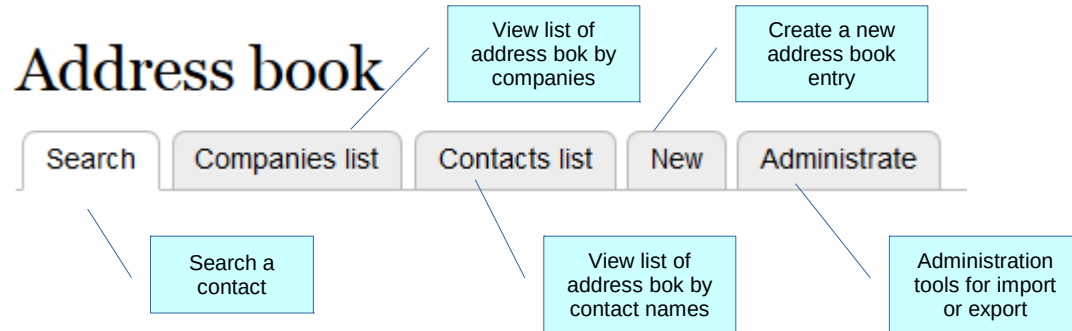 Address book
View list of
address bok by
companies
Create a new
address book
entry
Search
Companies list
Contacts list
New
Administrate
Search a
contact
View list of
address bok by
contact names
Administration
tools for import
or export